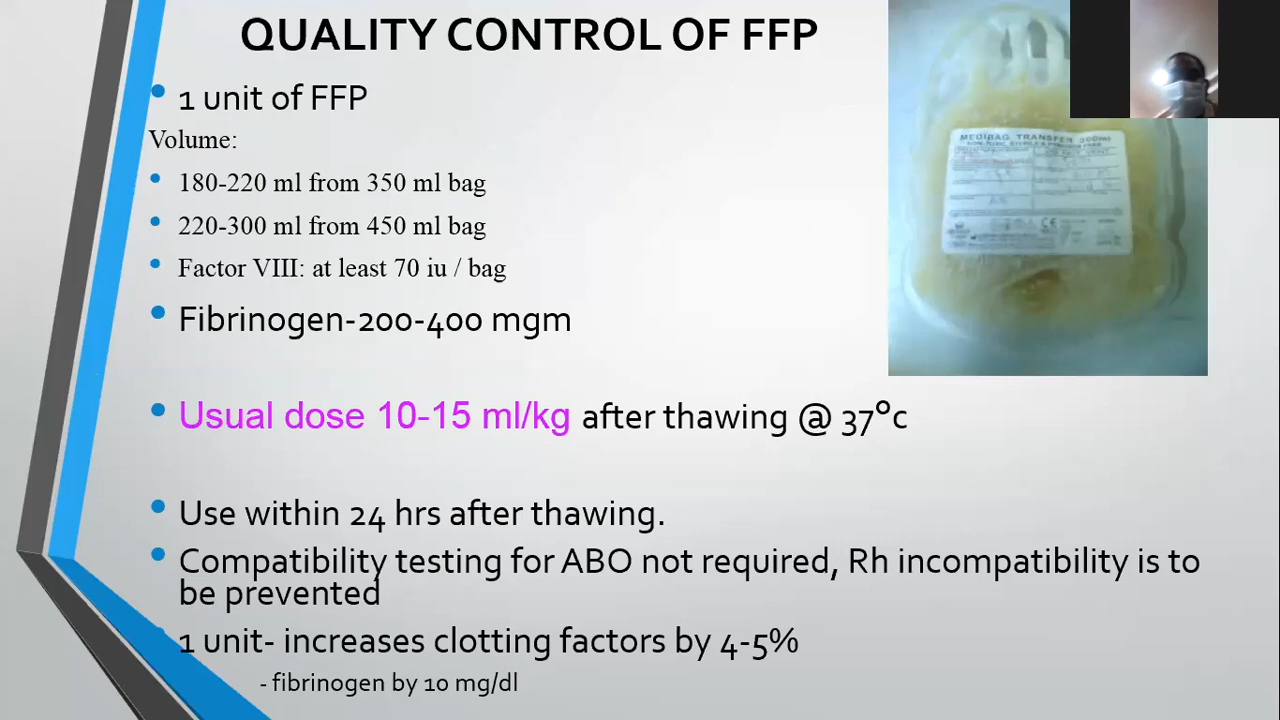 QUALITY CONTROL OF FFP
• 1 unit of FFP
Volume:
• 180-220 ml from 350 ml bag
• 220-300 ml from 450 ml bag
• Factor VIII: at least 70 iu / bag
• Fibrinogen-200-400 mgm
• Usual dose 10-15 ml/kg after thawing @ 37°c
• Use within 24 hrs after thawing.
• Compatibility testing for ABO not required, Rh incompatibility is to
be prevented
• 1 unit- increases clotting factors by 4-5%
- fibrinogen by 10 mg/dl
MEDIBAG TRANSFER 300ml